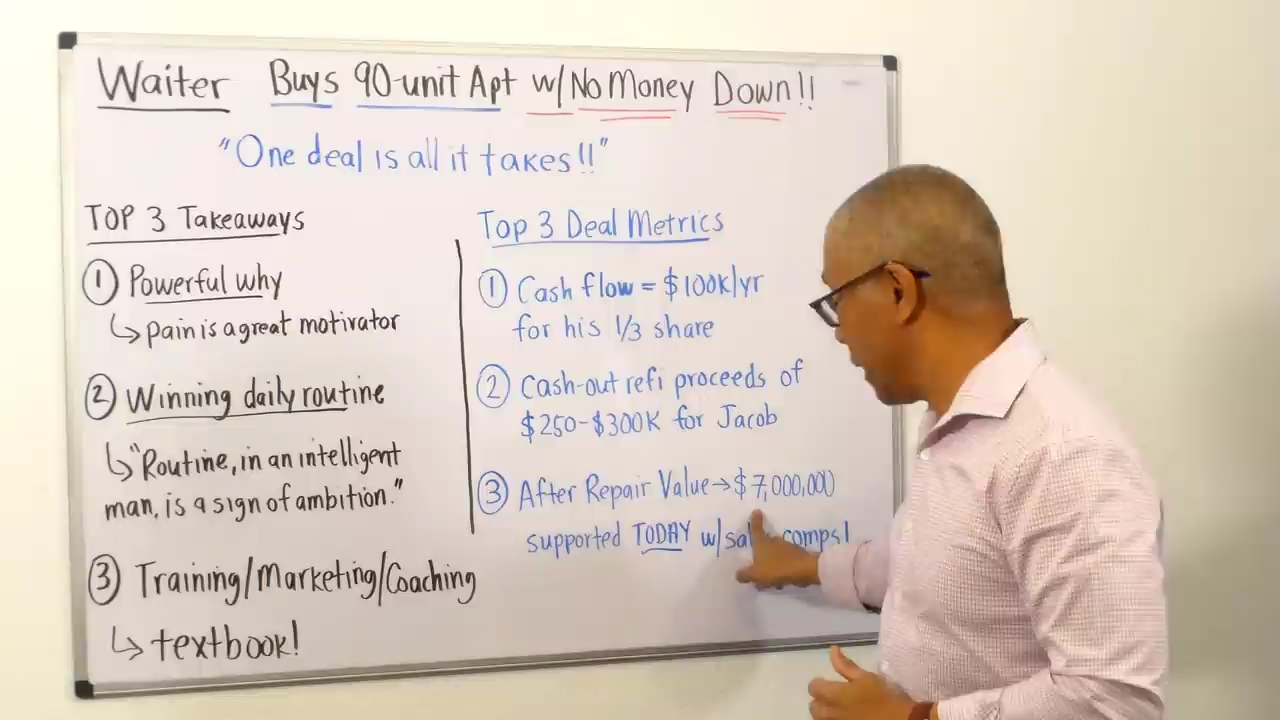 Waiter Buys 90-unit Apt w/No Money Down!!
"One deal is all it takes!!"
TOP 3 Takeaways
① Powerful why
↳ pain is a great motivator
② Winning daily routine
↳ "Routine, in an intelligent
man, is a sign of ambition."
③ Training/Marketing/Coaching
↳ textbook!
Top 3 Deal Metrics
① Cash flow = $100K/yr
for his 1/3 share
② Cash-out refi proceeds of
$250-$300K for Jacob
③ After Repair Value→$7,000,000
supported TODAY w/ comps!